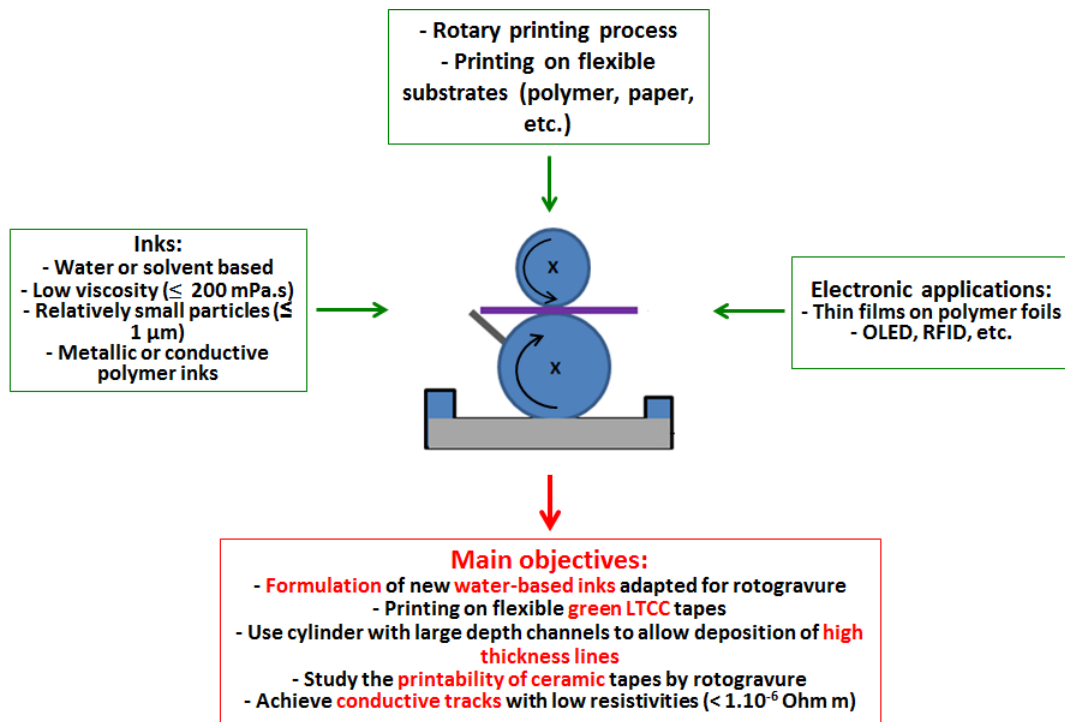 - Rotary printing process
- Printing on flexible
substrates (polymer, paper,
etc.)
Inks:
- Water or solvent based
- Low viscosity (≤ 200 mPa.s)
- Relatively small particles (≤
1 µm)
- Metallic or conductive
polymer inks
X
X
Electronic applications:
- Thin films on polymer foils
- OLED, RFID, etc.
Main objectives:
- Formulation of new water-based inks adapted for rotogravure
- Printing on flexible green LTCC tapes
- Use cylinder with large depth channels to allow deposition of high
thickness lines
- Study the printability of ceramic tapes by rotogravure
- Achieve conductive tracks with low resistivities (< 1.10⁻⁶ Ohm m)